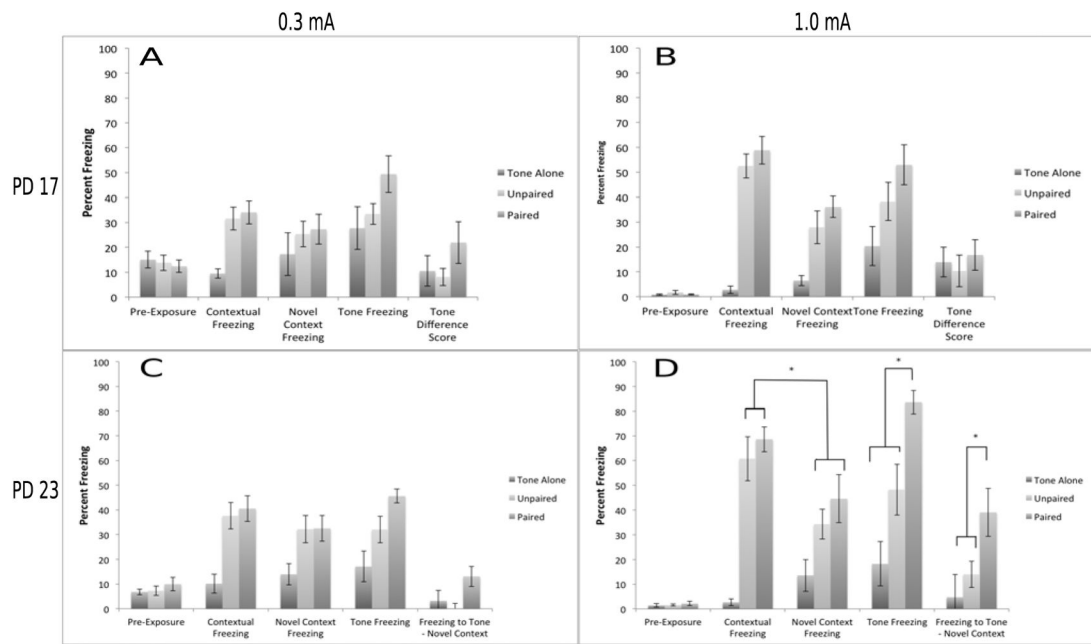 0.3 mA
1.0 mA
PD 17
A
Percent Freezing
100
90
80
70
60
50
40
30
20
10
0
Pre-Exposure
Contextual Freezing
Novel Context Freezing
Tone Freezing
Tone Difference Score
Tone Alone
Unpaired
Paired
B
Percent Freezing
100
90
80
70
60
50
40
30
20
10
0
Pre-Exposure
Contextual Freezing
Novel Context Freezing
Tone Freezing
Tone Difference Score
Tone Alone
Unpaired
Paired
PD 23
C
Percent Freezing
100
90
80
70
60
50
40
30
20
10
0
Pre-Exposure
Contextual Freezing
Novel Context Freezing
Tone Freezing
Freezing to Tone - Novel Context
Tone Alone
Unpaired
Paired
D
Percent Freezing
100
90
80
70
60
50
40
30
20
10
0
*
*
*
Pre-Exposure
Contextual Freezing
Novel Context Freezing
Tone Freezing
Freezing to Tone - Novel Context
Tone Alone
Unpaired
Paired